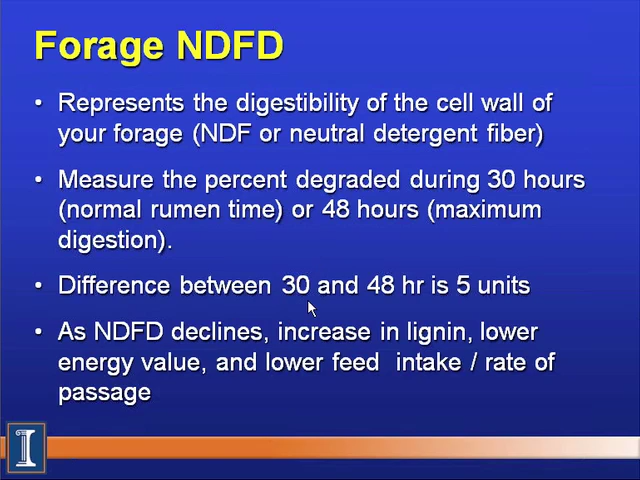 Forage NDFD
• Represents the digestibility of the cell wall of
your forage (NDF or neutral detergent fiber)
• Measure the percent degraded during 30 hours
(normal rumen time) or 48 hours (maximum
digestion).
• Difference between 30 and 48 hr is 5 units
• As NDFD declines, increase in lignin, lower
energy value, and lower feed  intake / rate of
passage
I